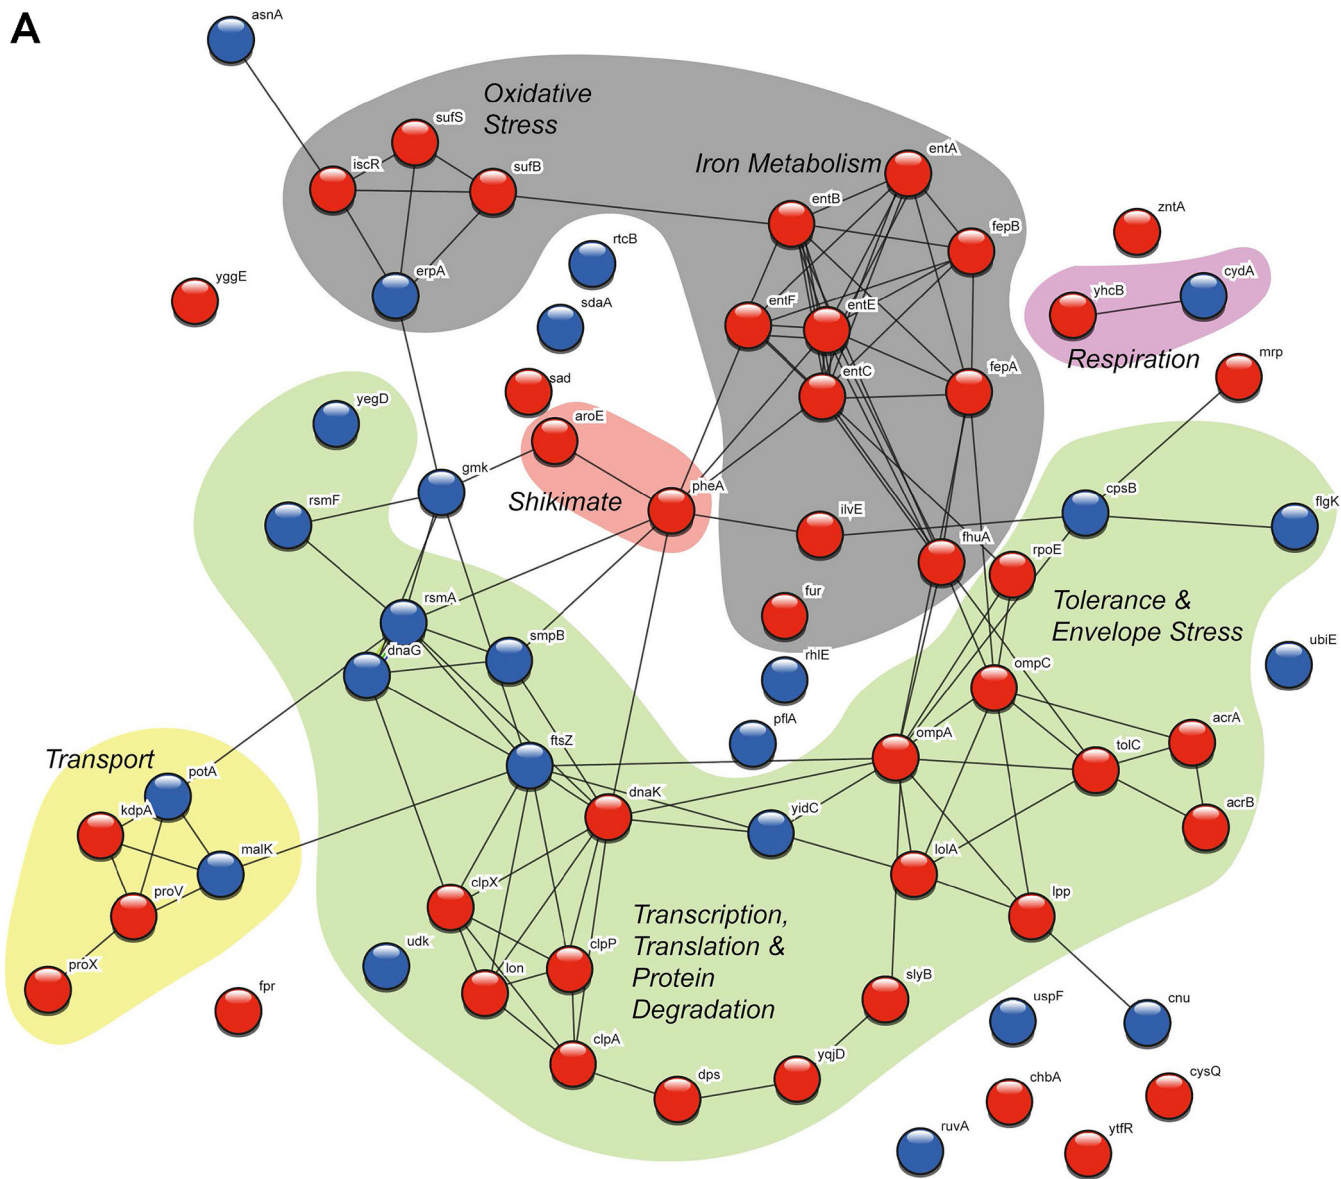 A
asnA
Oxidative
Stress
sufS
iscR
sufB
erpA
yggE
rtcB
sdaA
sad
Iron Metabolism
entA
entB
fepB
entF
entE
entC
fepA
zntA
cydA
yhcB
Respiration
mrp
yegD
rsmF
gmk
aroE
Shikimate
pheA
ilvE
fhuA
fur
rhlE
pflA
cpsB
flgK
rpoE
Tolerance &
Envelope Stress
ubiE
ompC
ompA
tolC
acrA
acrB
rsmA
dnaG
smpB
ftsZ
dnaK
yidC
lolA
lpp
Transport
potA
kdpA
malK
proV
proX
fpr
clpX
udk
lon
clpP
clpA
Transcription,
Translation &
Protein
Degradation
slyB
yqjD
dps
uspF
cnu
chbA
cysQ
ruvA
ytfR